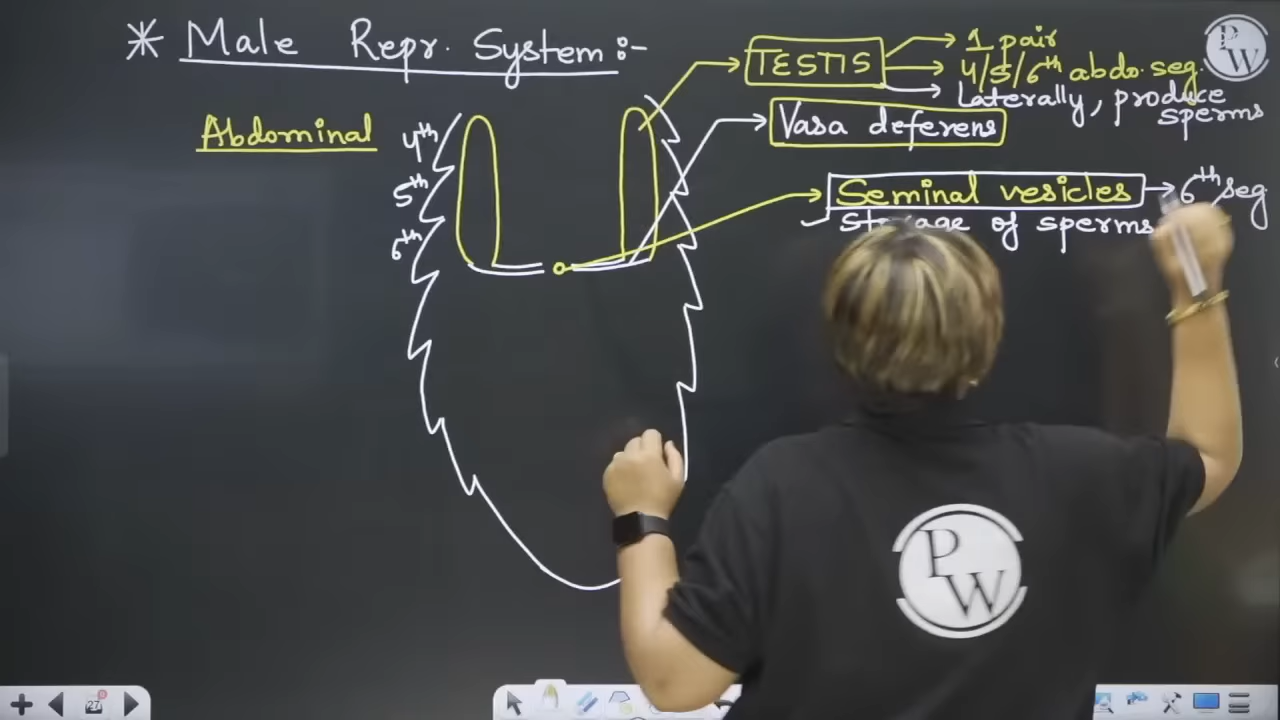 * Male Repr. System:-
TESTIS
1 pair
4/5/6th abdo. seg.
Laterally, produce sperms
Abdominal
4th
5th
6th
Vasa deferens
Seminal vesicles
6th seg
storage of sperms
PW
PW
27